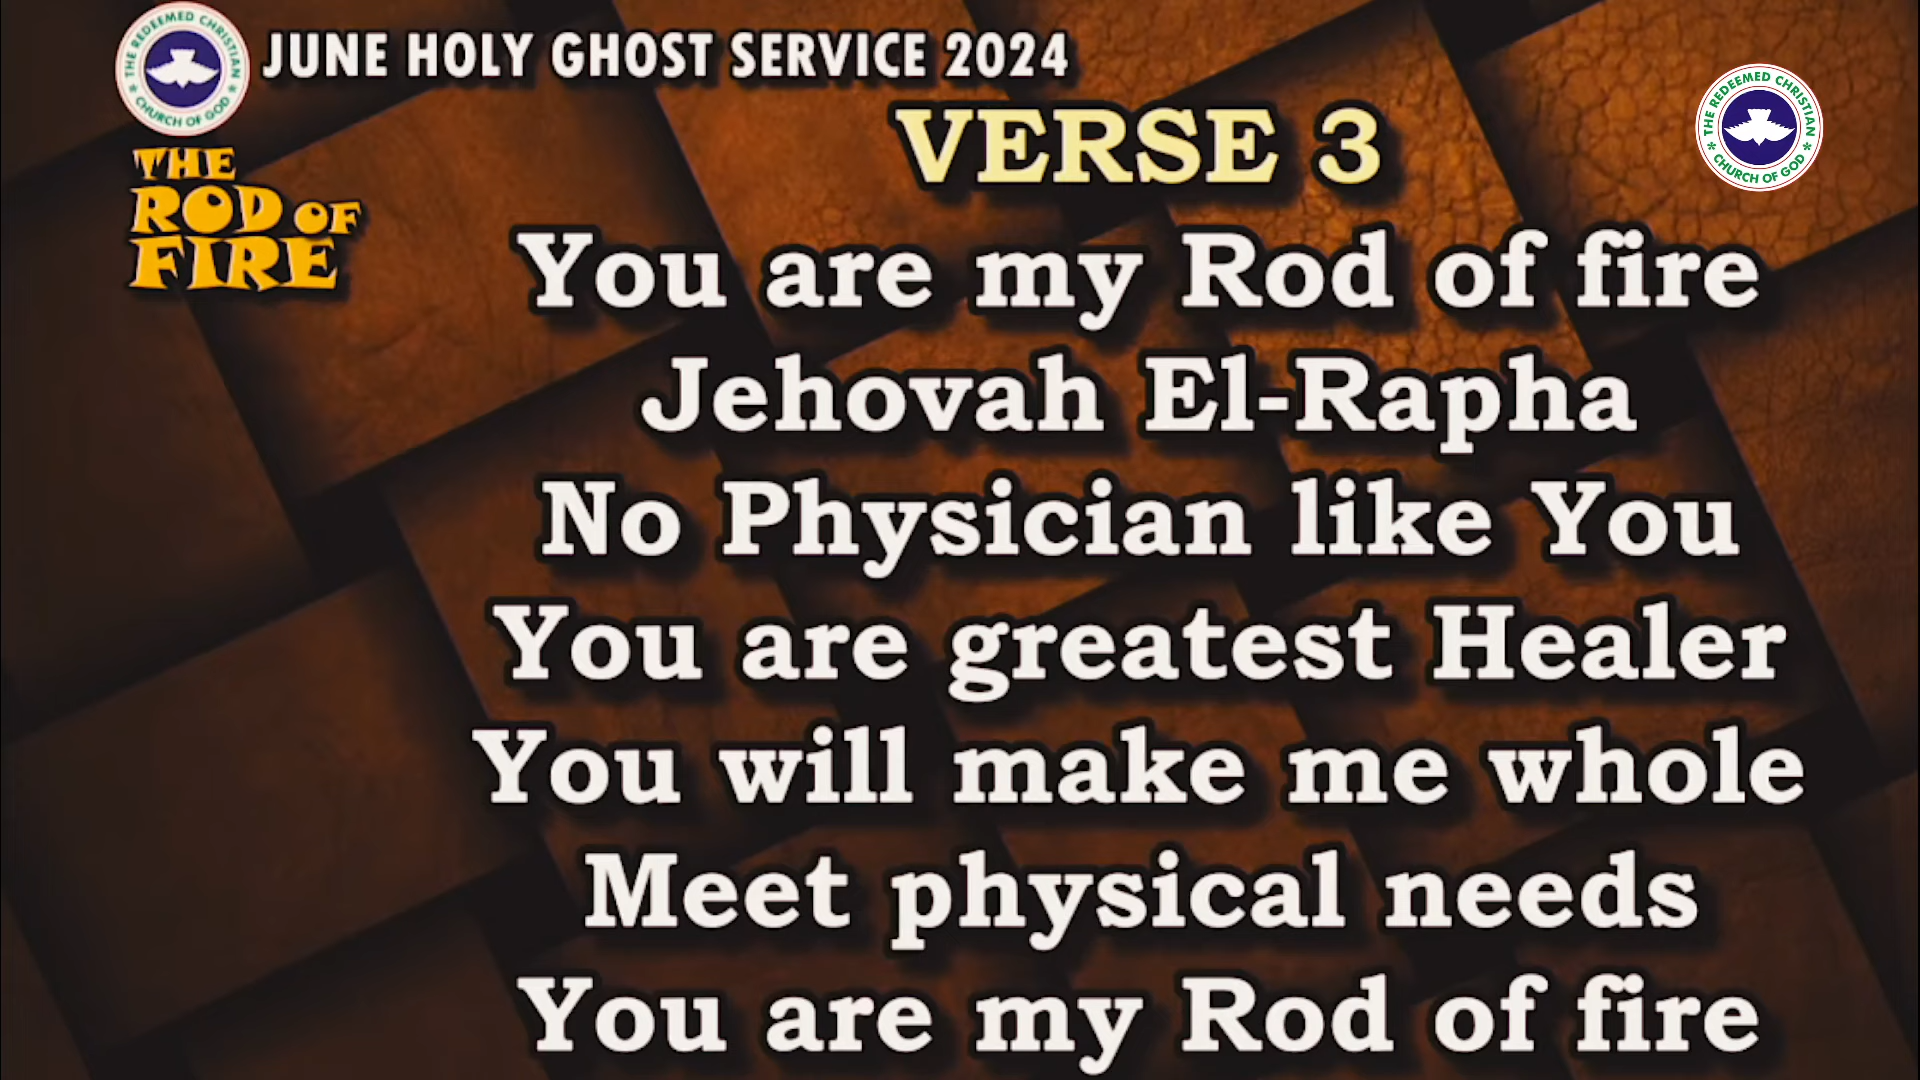 THE REDEEMED CHRISTIAN
CHURCH OF GOD
JUNE HOLY GHOST SERVICE 2024
THE
ROD OF
FIRE
THE REDEEMED CHRISTIAN
CHURCH OF GOD
VERSE 3
You are my Rod of fire
Jehovah El-Rapha
No Physician like You
You are greatest Healer
You will make me whole
Meet physical needs
You are my Rod of fire